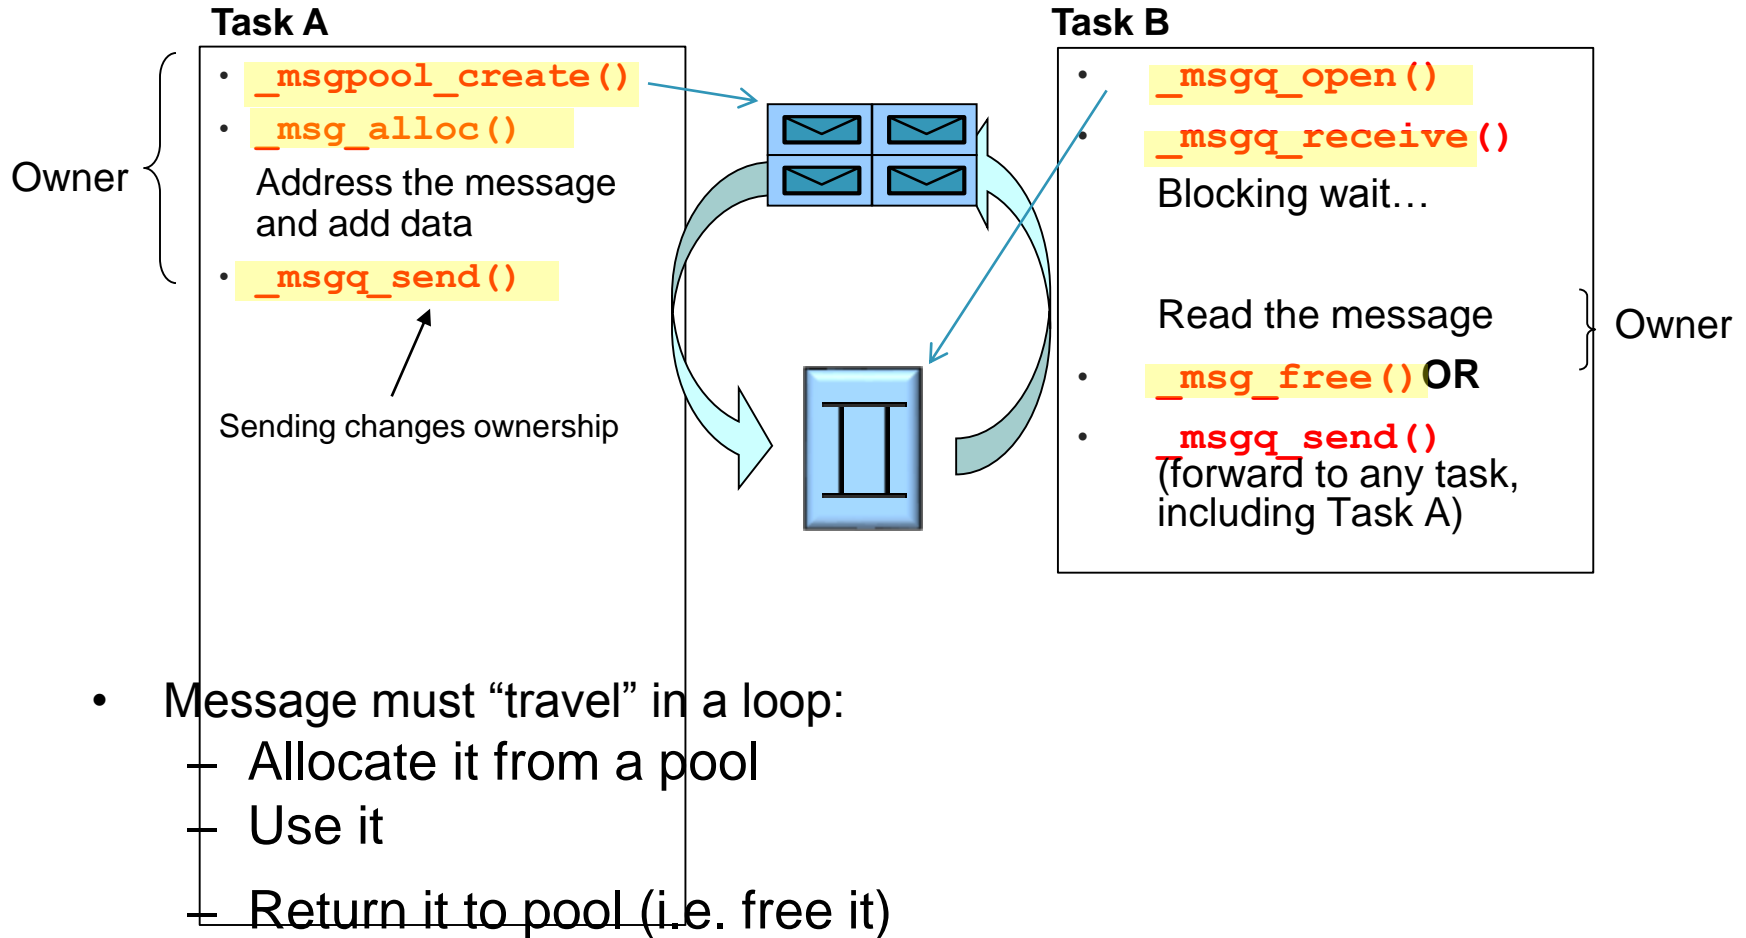 Task A
• _msgpool_create()
• _msg_alloc()
Address the message
and add data
• _msgq_send()
Owner
Sending changes ownership
Task B
• _msgq_open()
• _msgq_receive()
Blocking wait…
Read the message
• _msg_free() OR
• _msgq_send()
(forward to any task,
including Task A)
Owner
• Message must “travel” in a loop:
– Allocate it from a pool
– Use it
– Return it to pool (i.e. free it)